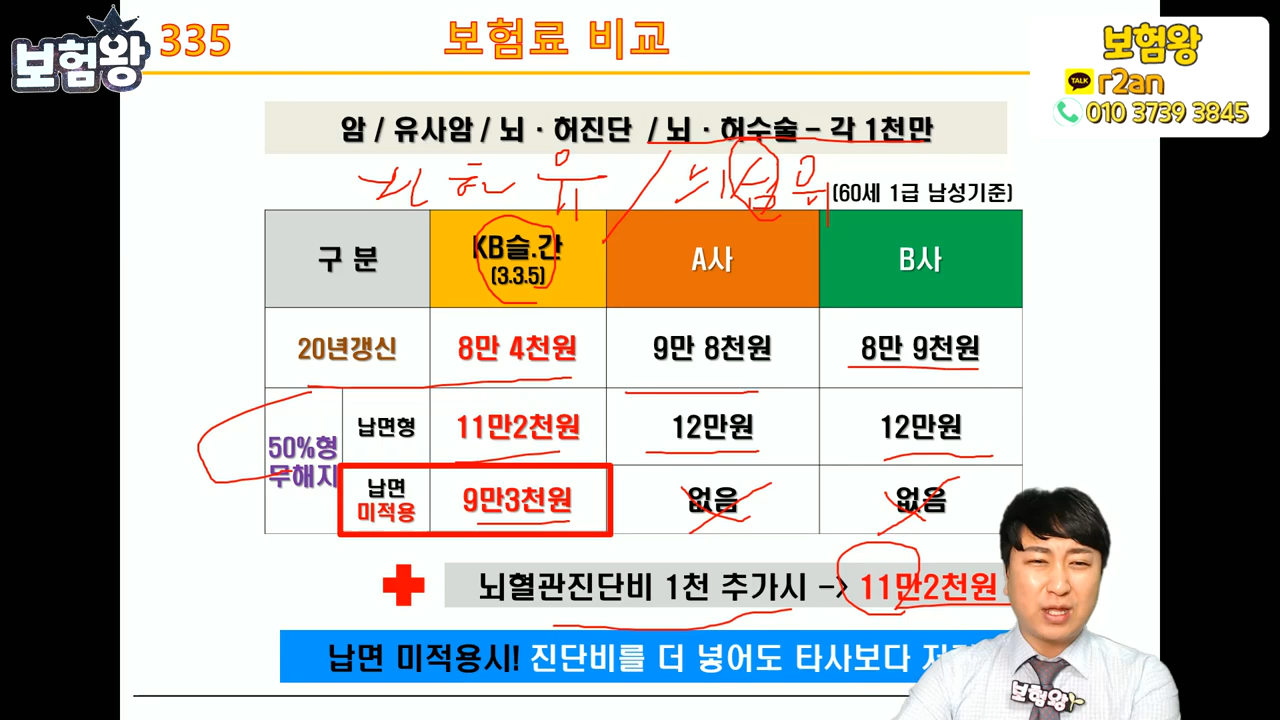 보험왕
335
보험료 비교
보험왕
TALK
r2an
010 3739 3845
암 / 유사암 / 뇌 · 허진단 / 뇌 · 허수술 – 각 1천만
(60세 1급 남성기준)
구 분
KB슬.간
(3.3.5)
A사
B사
20년갱신
8만 4천원
9만 8천원
8만 9천원
50%형
무해지
납면형
11만2천원
12만원
12만원
납면
미적용
9만3천원
없음
없음
뇌혈관진단비 1천 추가시 –> 11만2천원
납면 미적용시! 진단비를 더 넣어도 타사보다
보험왕